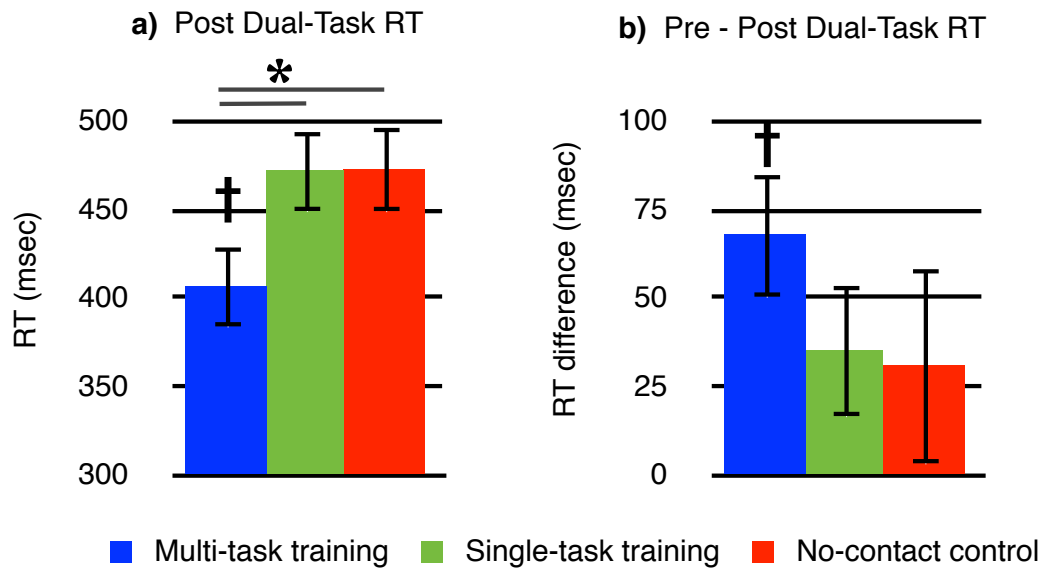 a) Post Dual-Task RT
*
RT (msec)
500
450
400
350
300
†
b) Pre - Post Dual-Task RT
RT difference (msec)
100
75
50
25
0
†
Multi-task training
Single-task training
No-contact control